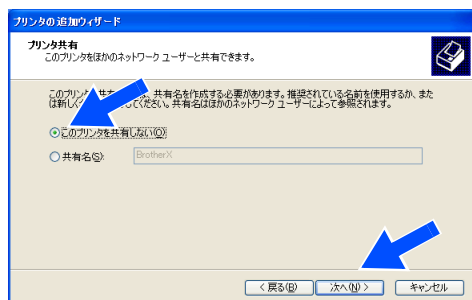 プリンタの追加ウィザード
プリンタ共有
このプリンタをほかのネットワーク ユーザーと共有できます。
このプリンタ 共有 共有名を作成する必要があります。推奨されている名前を使用するか、また
は新しい ください。共有名はほかのネットワーク ユーザーによって参照されます。
このプリンタを共有しない(O)
共有名(S): BrotherX
< 戻る(B) 次へ(N) > キャンセル